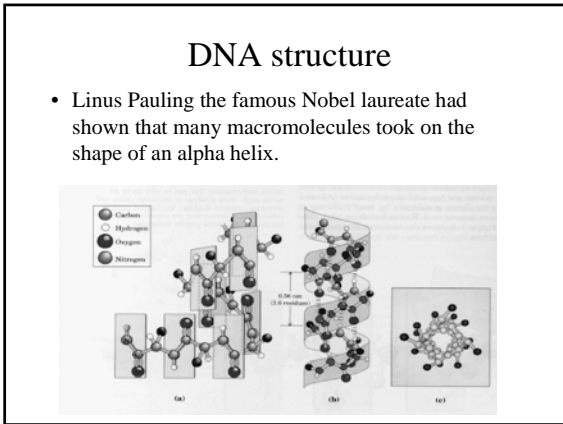 DNA structure
• Linus Pauling the famous Nobel laureate had
shown that many macromolecules took on the
shape of an alpha helix.
Carbon
Hydrogen
Oxygen
Nitrogen
0.56 nm
(3.6 residues)
(a)
(b)
(c)